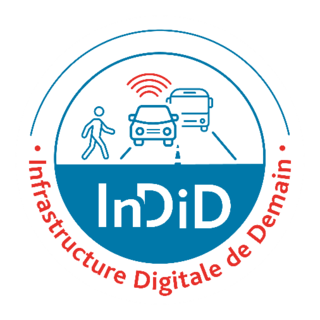 InDiD
• Infrastructure Digitale de Demain •